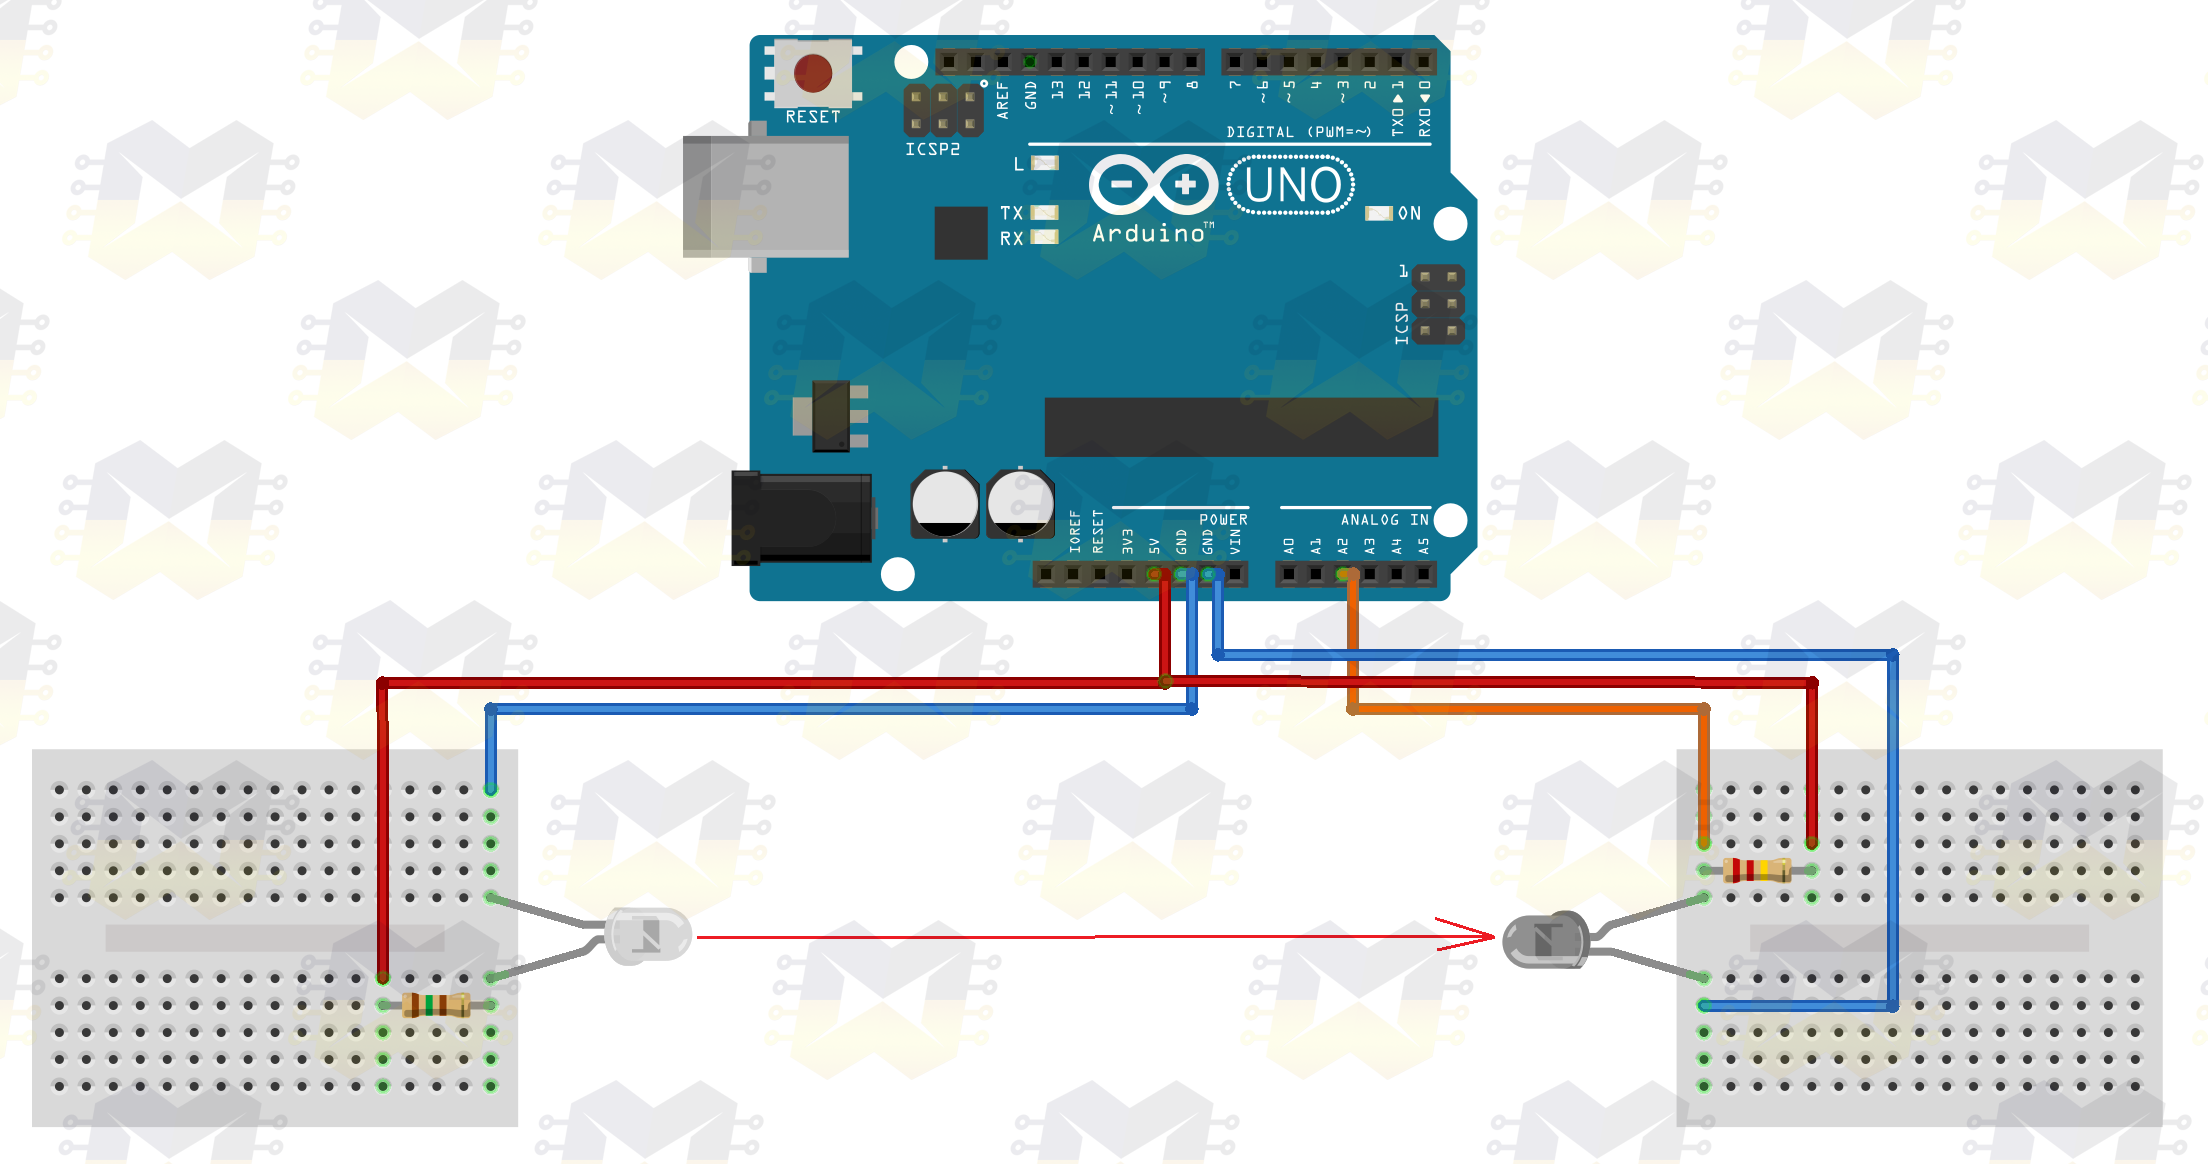 RESET
ICSP2
AREF
GND
13
12
~11
~10
~9
8
7
~6
~5
4
~3
2
TX0▶1
RX0◀0
DIGITAL (PWM=~)
L
TX
RX
UNO
Arduino™
ON
1
ICSP
POWER
ANALOG IN
IOREF
RESET
3V3
5V
GND
GND
VIN
A0
A1
A2
A3
A4
A5